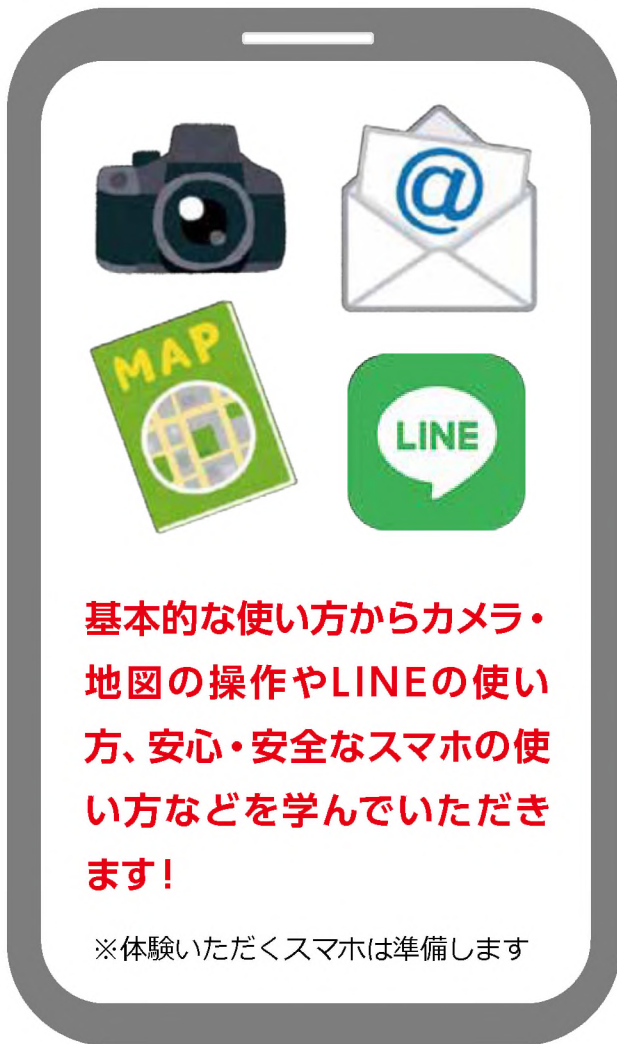 @
MAP
LINE
基本的な使い方からカメラ・
地図の操作やLINEの使い
方、安心・安全なスマホの使
い方などを学んでいただき
ます!
※体験いただくスマホは準備します